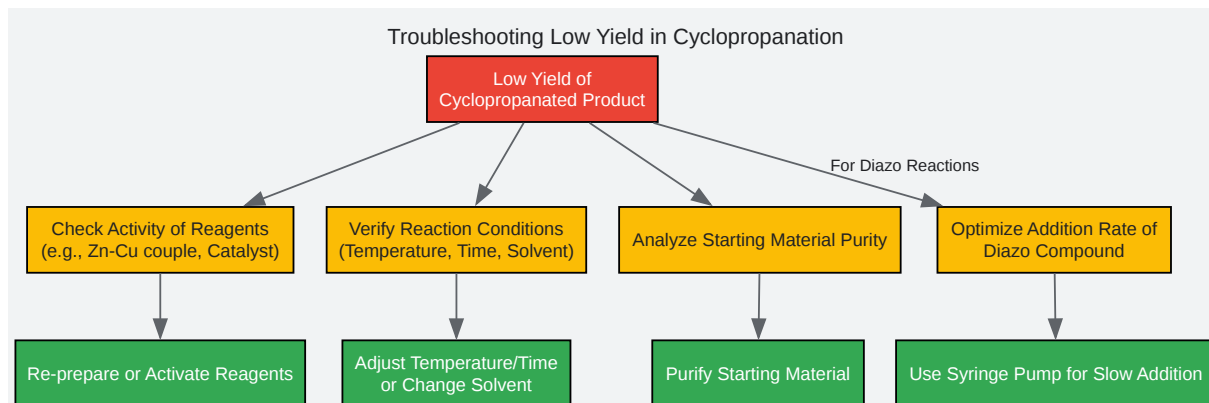 Troubleshooting Low Yield in Cyclopropanation
Low Yield of
Cyclopropanated Product
For Diazo Reactions
Check Activity of Reagents
(e.g., Zn-Cu couple, Catalyst)
Verify Reaction Conditions
(Temperature, Time, Solvent)
Analyze Starting Material Purity
Optimize Addition Rate of
Diazo Compound
Re-prepare or Activate Reagents
Adjust Temperature/Time
or Change Solvent
Purify Starting Material
Use Syringe Pump for Slow Addition